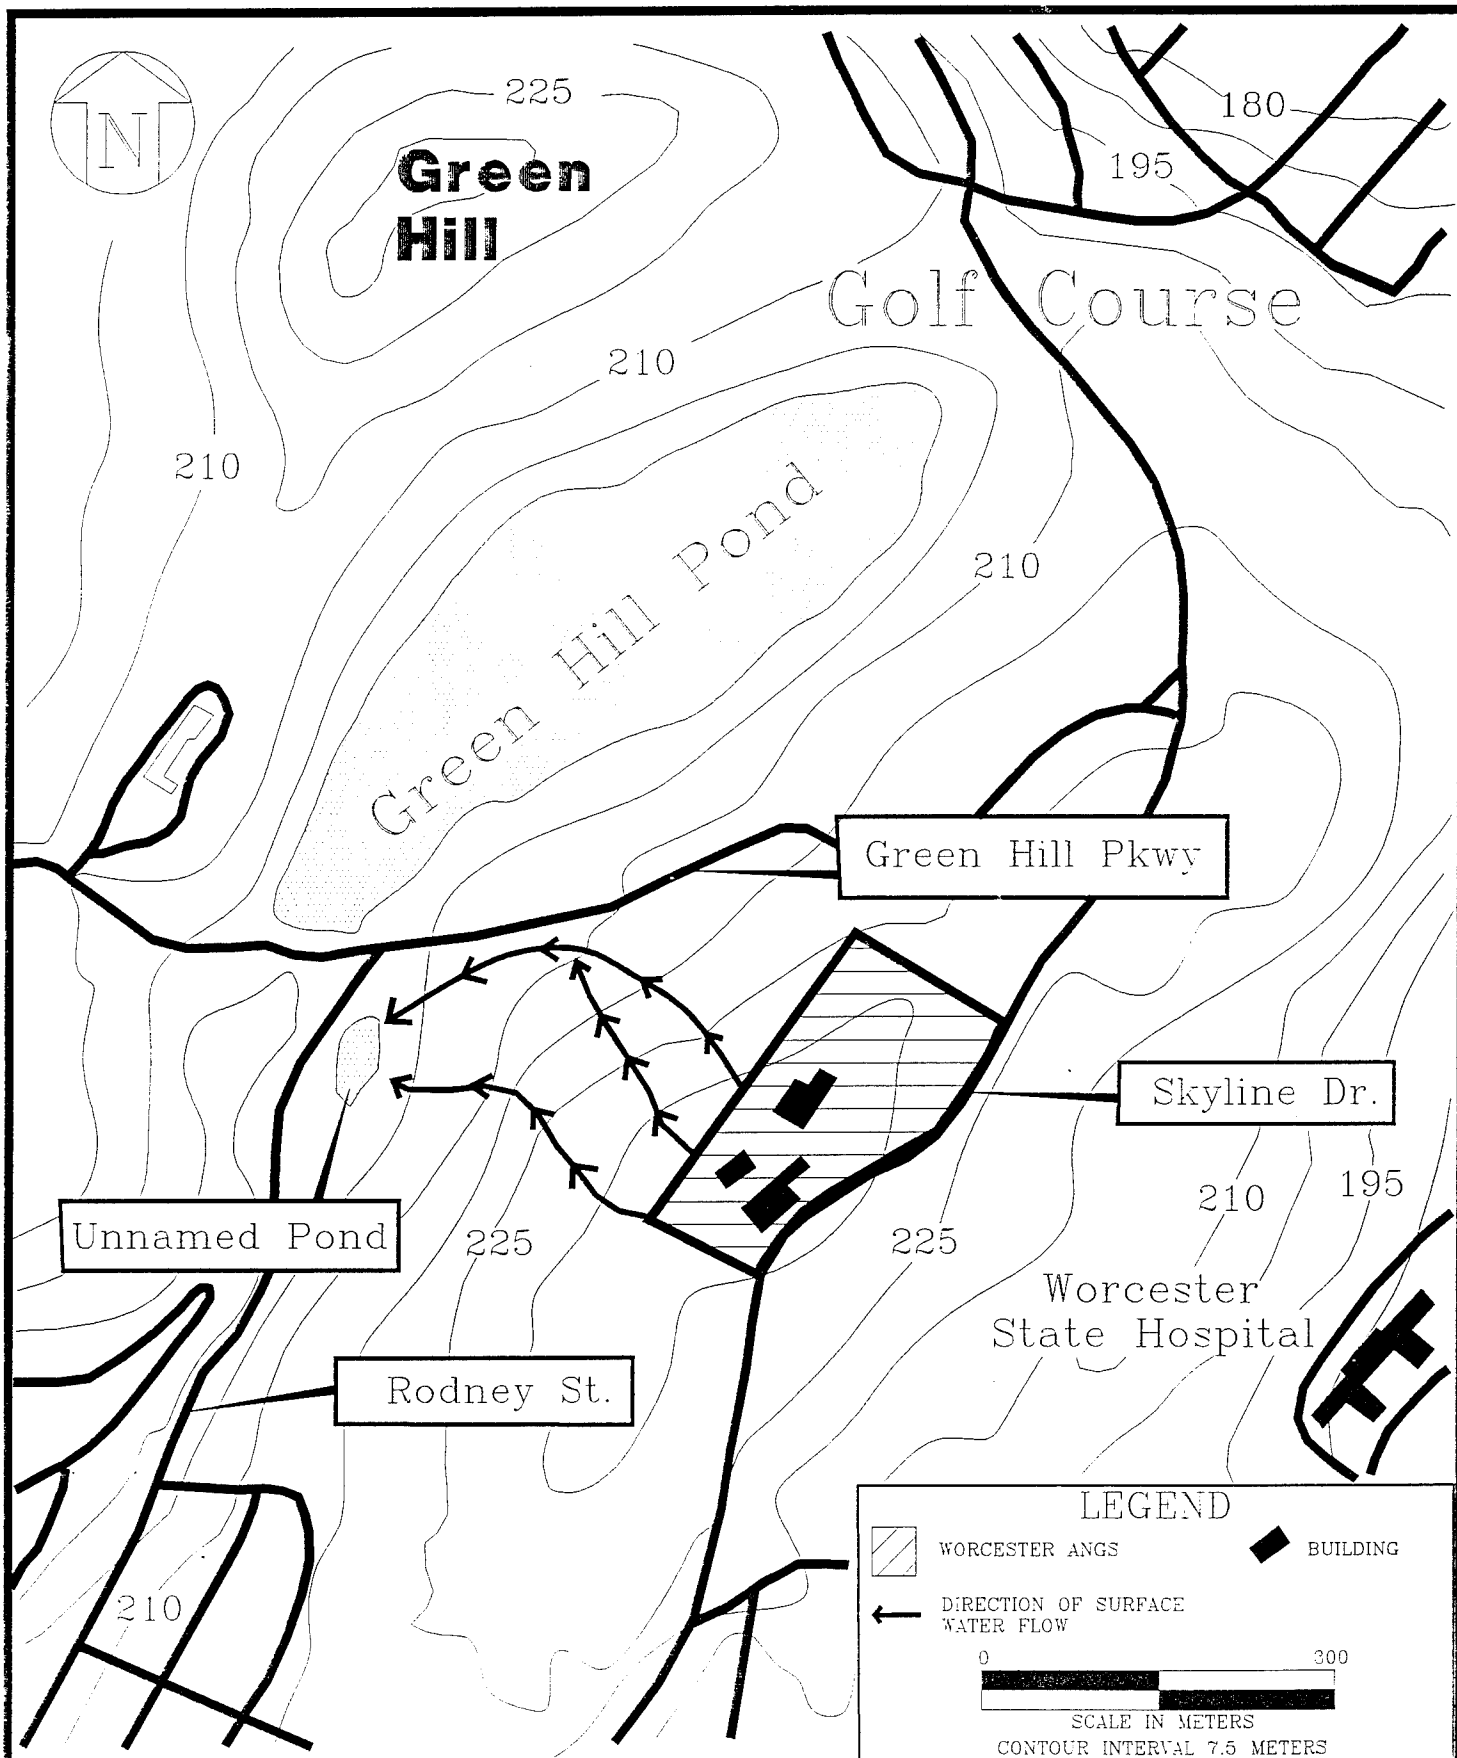 N
225
Green
Hill
180
195
Golf Course
210
210
Green Hill Pond
210
Green Hill Pkwy
Skyline Dr.
Unnamed Pond
225
225
210
195
Worcester
State Hospital
Rodney St.
210
LEGEND
WORCESTER ANGS
BUILDING
DIRECTION OF SURFACE
WATER FLOW
0 300
SCALE IN METERS
CONTOUR INTERVAL 7.5 METERS